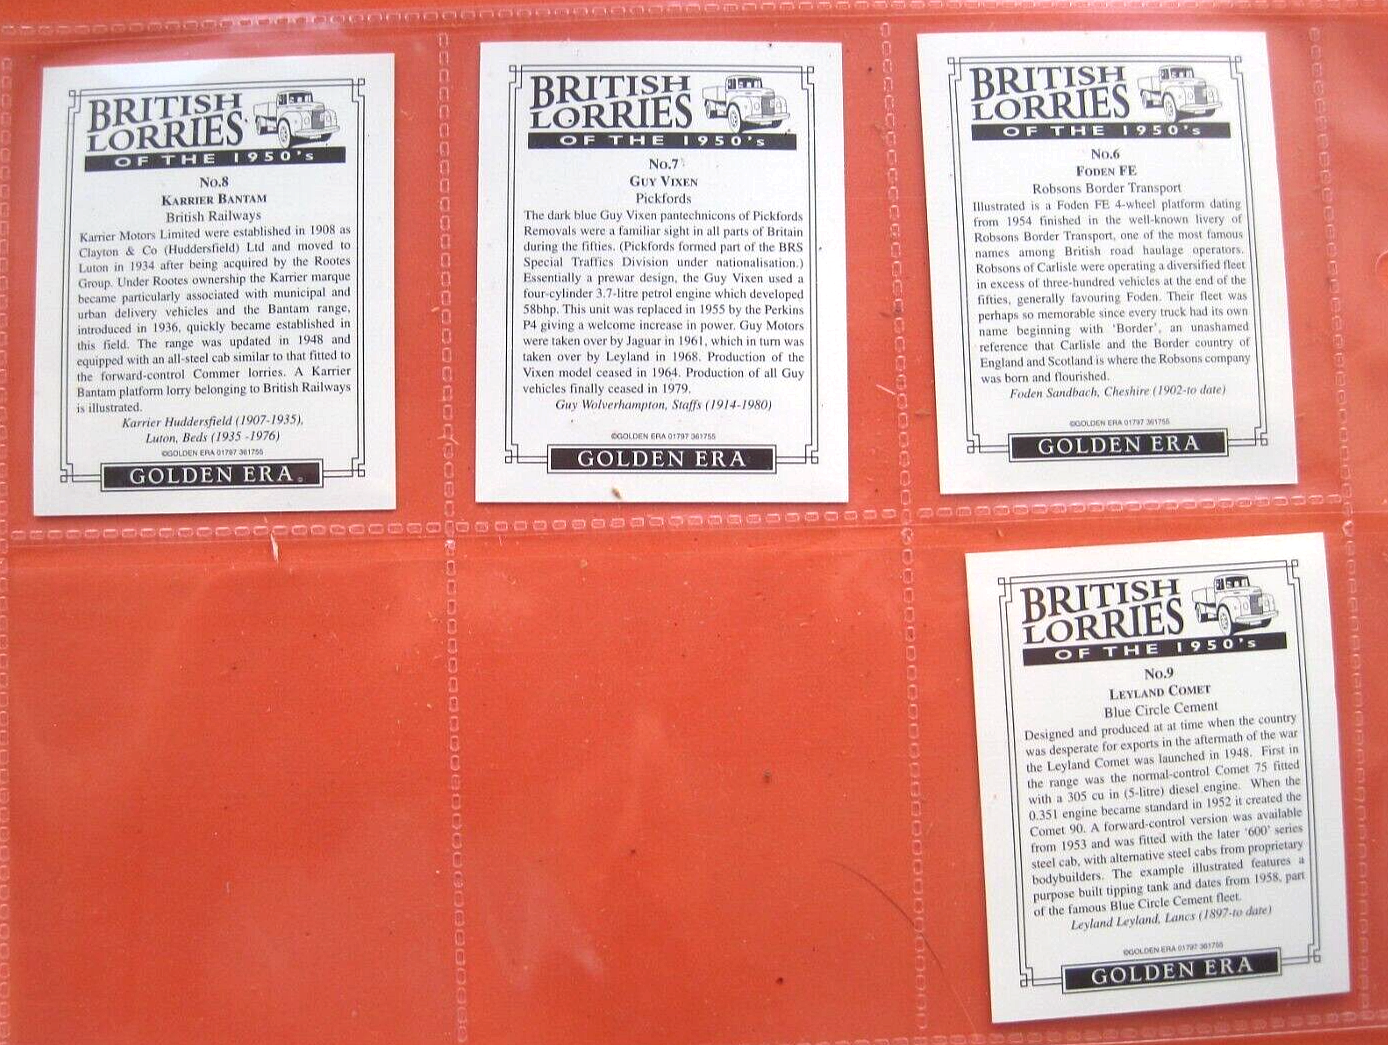 BRITISH
LORRIES
OF THE 1950's
No.8
KARRIER BANTAM
British Railways
Karrier Motors Limited were established in 1908 as
Clayton & Co (Huddersfield) Ltd and moved to
Luton in 1934 after being acquired by the Rootes
Group. Under Rootes ownership the Karrier marque
became particularly associated with municipal and
urban delivery vehicles and the Bantam range,
introduced in 1936, quickly became established in
this field. The range was updated in 1948 and
equipped with an all-steel cab similar to that fitted to
the forward-control Commer lorries. A Karrier
Bantam platform lorry belonging to British Railways
is illustrated.
Karrier Huddersfield (1907-1935),
Luton, Beds (1935 -1976)
©GOLDEN ERA 01797 361755
GOLDEN ERA
BRITISH
LORRIES
OF THE 1950's
No.7
GUY VIXEN
Pickfords
The dark blue Guy Vixen pantechnicons of Pickfords
Removals were a familiar sight in all parts of Britain
during the fifties. (Pickfords formed part of the BRS
Special Traffics Division under nationalisation.)
Essentially a prewar design, the Guy Vixen used a
four-cylinder 3.7-litre petrol engine which developed
58bhp. This unit was replaced in 1955 by the Perkins
P4 giving a welcome increase in power. Guy Motors
were taken over by Jaguar in 1961, which in turn was
taken over by Leyland in 1968. Production of the
Vixen model ceased in 1964. Production of all Guy
vehicles finally ceased in 1979.
Guy Wolverhampton, Staffs (1914-1980)
©GOLDEN ERA 01797 361755
GOLDEN ERA
BRITISH
LORRIES
OF THE 1950's
No.6
FODEN FE
Robsons Border Transport
Illustrated is a Foden FE 4-wheel platform dating
from 1954 finished in the well-known livery of
Robsons Border Transport, one of the most famous
names among British road haulage operators.
Robsons of Carlisle were operating a diversified fleet
in excess of three-hundred vehicles at the end of the
fifties, generally favouring Foden. Their fleet was
perhaps so memorable since every truck had its own
name beginning with 'Border', an unashamed
reference that Carlisle and the Border country of
England and Scotland is where the Robsons company
was born and flourished.
Foden Sandbach, Cheshire (1902-to date)
©GOLDEN ERA 01797 361755
GOLDEN ERA
BRITISH
LORRIES
OF THE 1950's
No.9
LEYLAND COMET
Blue Circle Cement
Designed and produced at at time when the country
was desperate for exports in the aftermath of the war
the Leyland Comet was launched in 1948. First in
the range was the normal-control Comet 75 fitted
with a 305 cu in (5-litre) diesel engine. When the
0.351 engine became standard in 1952 it created the
Comet 90. A forward-control version was available
from 1953 and was fitted with the later '600' series
steel cab, with alternative steel cabs from proprietary
bodybuilders. The example illustrated features a
purpose built tipping tank and dates from 1958, part
of the famous Blue Circle Cement fleet.
Leyland Leyland, Lancs (1897-to date)
©GOLDEN ERA 01797 361755
GOLDEN ERA